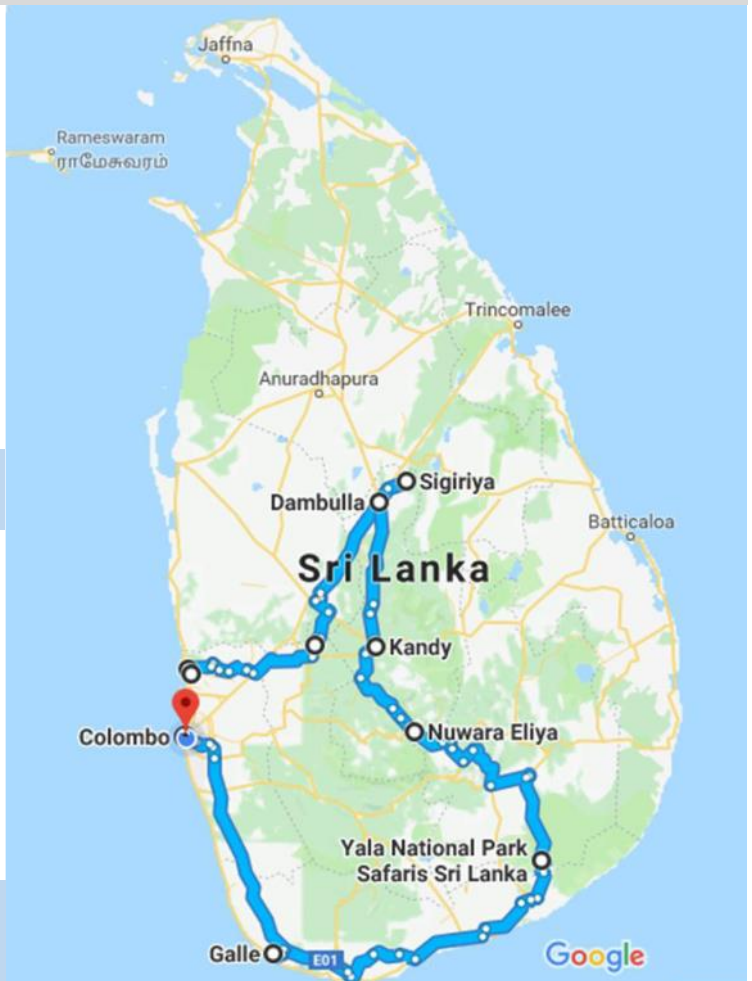 Jaffna
Rameswaram
ராமேசுவரம்
Trincomalee
Anuradhapura
Sigiriya
Dambulla
Batticaloa
Sri Lanka
Kandy
Nuwara Eliya
Colombo
Yala National Park
Safaris Sri Lanka
Galle
E01
Google